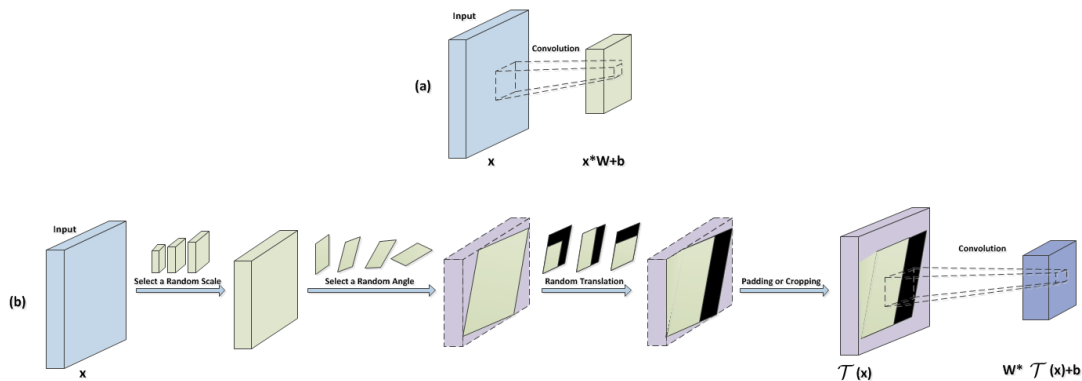 Input
Convolution
(a)
x
x*W+b
Input
Select a Random Scale
Select a Random Angle
Random Translation
Padding or Cropping
Convolution
(b)
x
𝒯(x)
W* 𝒯(x)+b